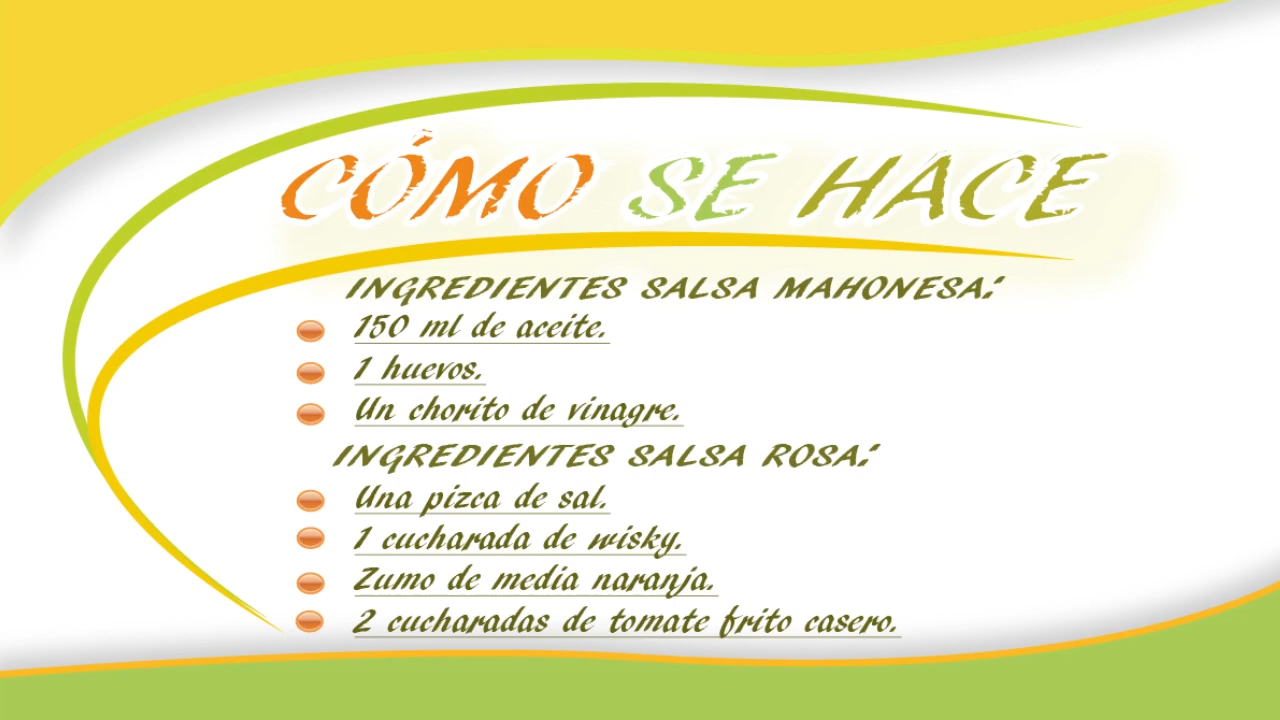 CÓMO SE HACE
INGREDIENTES SALSA MAHONESA:
150 ml de aceite.
1 huevos.
Un chorito de vinagre.
INGREDIENTES SALSA ROSA:
Una pizca de sal.
1 cucharada de wisky.
Zumo de media naranja.
2 cucharadas de tomate frito casero.